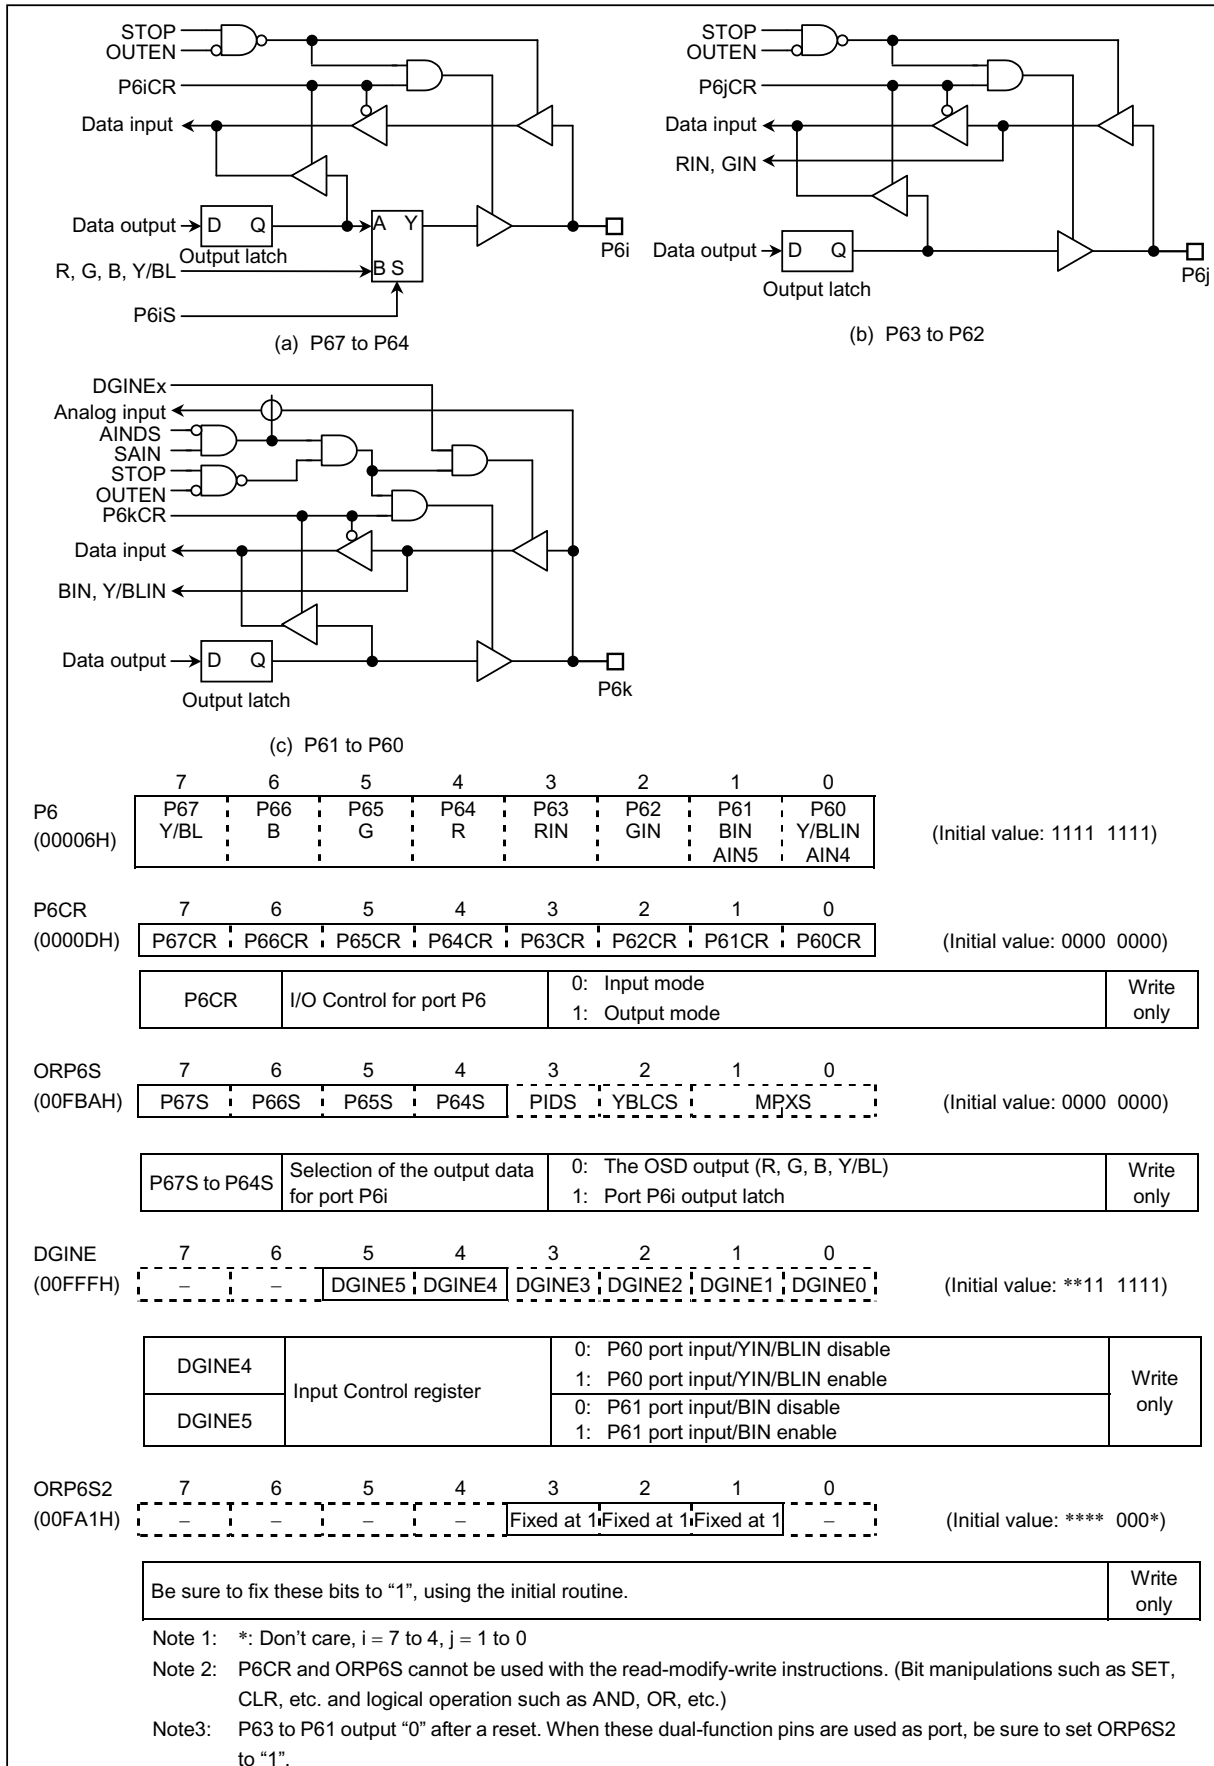 STOP
OUTEN
P6iCR
Data input
Data output
D Q
Output latch
A Y
B S
R, G, B, Y/BL
P6iS
P6i
(a) P67 to P64
STOP
OUTEN
P6jCR
Data input
RIN, GIN
Data output
D Q
Output latch
P6j
(b) P63 to P62
DGINEx
Analog input
AINDS
SAIN
STOP
OUTEN
P6kCR
Data input
BIN, Y/BLIN
Data output
D Q
Output latch
P6k
(c) P61 to P60
7 6 5 4 3 2 1 0
P6 P67 P66 P65 P64 P63 P62 P61 P60
(00006H) Y/BL B G R RIN GIN BIN Y/BLIN (Initial value: 1111 1111)
AIN5 AIN4
P6CR 7 6 5 4 3 2 1 0
(0000DH) P67CR P66CR P65CR P64CR P63CR P62CR P61CR P60CR (Initial value: 0000 0000)
P6CR I/O Control for port P6 0: Input mode Write
1: Output mode only
ORP6S 7 6 5 4 3 2 1 0
(00FBAH) P67S P66S P65S P64S PIDS YBLCS MPXS (Initial value: 0000 0000)
P67S to P64S Selection of the output data 0: The OSD output (R, G, B, Y/BL) Write
for port P6i 1: Port P6i output latch only
DGINE 7 6 5 4 3 2 1 0
(00FFFH) – – DGINE5 DGINE4 DGINE3 DGINE2 DGINE1 DGINE0 (Initial value: **11 1111)
DGINE4 Input Control register 0: P60 port input/YIN/BLIN disable Write
1: P60 port input/YIN/BLIN enable only
DGINE5 0: P61 port input/BIN disable
1: P61 port input/BIN enable
ORP6S2 7 6 5 4 3 2 1 0
(00FA1H) – – – – Fixed at 1 Fixed at 1 Fixed at 1 – (Initial value: **** 000*)
Be sure to fix these bits to “1”, using the initial routine. Write
only
Note 1: *: Don’t care, i = 7 to 4, j = 1 to 0
Note 2: P6CR and ORP6S cannot be used with the read-modify-write instructions. (Bit manipulations such as SET,
CLR, etc. and logical operation such as AND, OR, etc.)
Note3: P63 to P61 output “0” after a reset. When these dual-function pins are used as port, be sure to set ORP6S2
to “1”.